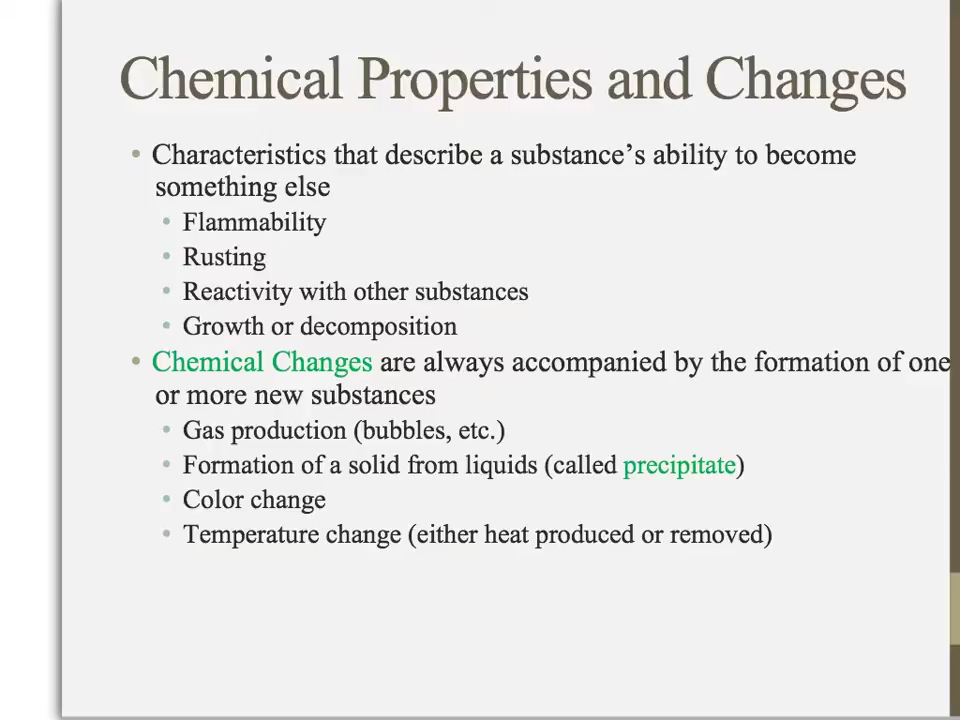 Chemical Properties and Changes
• Characteristics that describe a substance's ability to become
something else
• Flammability
• Rusting
• Reactivity with other substances
• Growth or decomposition
• Chemical Changes are always accompanied by the formation of one
or more new substances
• Gas production (bubbles, etc.)
• Formation of a solid from liquids (called precipitate)
• Color change
• Temperature change (either heat produced or removed)